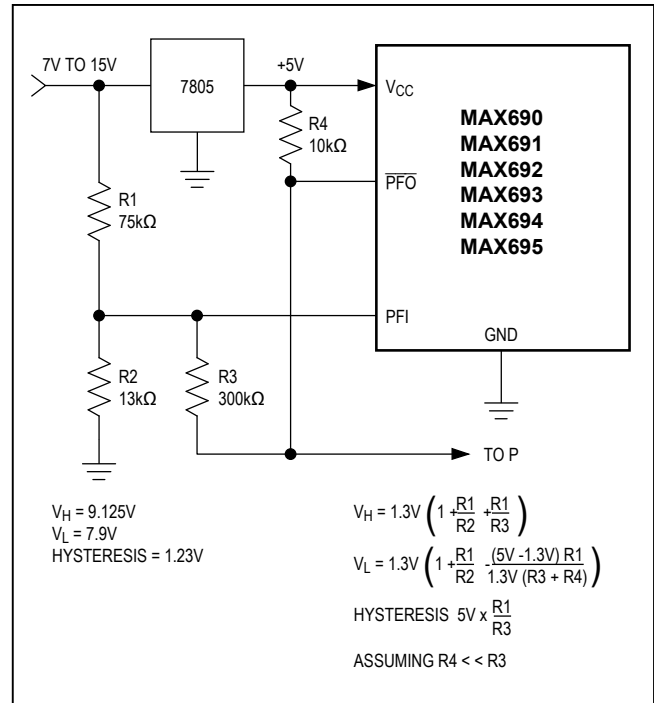 7V TO 15V
7805
+5V
VCC
R4
10kΩ
MAX690
MAX691
MAX692
MAX693
MAX694
MAX695
PFO
R1
75kΩ
PFI
GND
R2
13kΩ
R3
300kΩ
TO P
VH = 9.125V
VL = 7.9V
HYSTERESIS = 1.23V
VH = 1.3V (1 + R1/R2 + R1/R3)
VL = 1.3V (1 + R1/R2 - (5V -1.3V) R1/1.3V (R3 + R4))
HYSTERESIS 5V x R1/R3
ASSUMING R4 < < R3